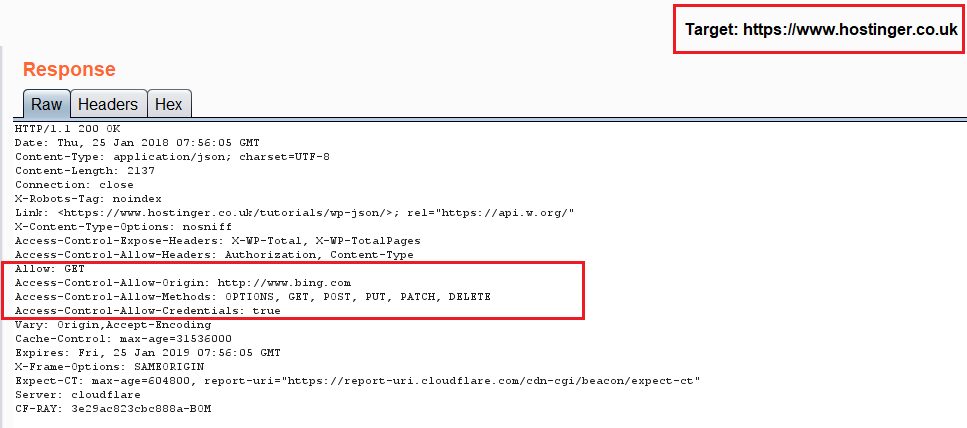 Target: https://www.hostinger.co.uk
Response
Raw Headers Hex
HTTP/1.1 200 OK
Date: Thu, 25 Jan 2018 07:56:05 GMT
Content-Type: application/json; charset=UTF-8
Content-Length: 2137
Connection: close
X-Robots-Tag: noindex
Link: <https://www.hostinger.co.uk/tutorials/wp-json/>; rel="https://api.w.org/"
X-Content-Type-Options: nosniff
Access-Control-Expose-Headers: X-WP-Total, X-WP-TotalPages
Access-Control-Allow-Headers: Authorization, Content-Type
Allow: GET
Access-Control-Allow-Origin: http://www.bing.com
Access-Control-Allow-Methods: OPTIONS, GET, POST, PUT, PATCH, DELETE
Access-Control-Allow-Credentials: true
Vary: Origin,Accept-Encoding
Cache-Control: max-age=31536000
Expires: Fri, 25 Jan 2019 07:56:05 GMT
X-Frame-Options: SAMEORIGIN
Expect-CT: max-age=604800, report-uri="https://report-uri.cloudflare.com/cdn-cgi/beacon/expect-ct"
Server: cloudflare
CF-RAY: 3e29ac823cbc888a-BOM